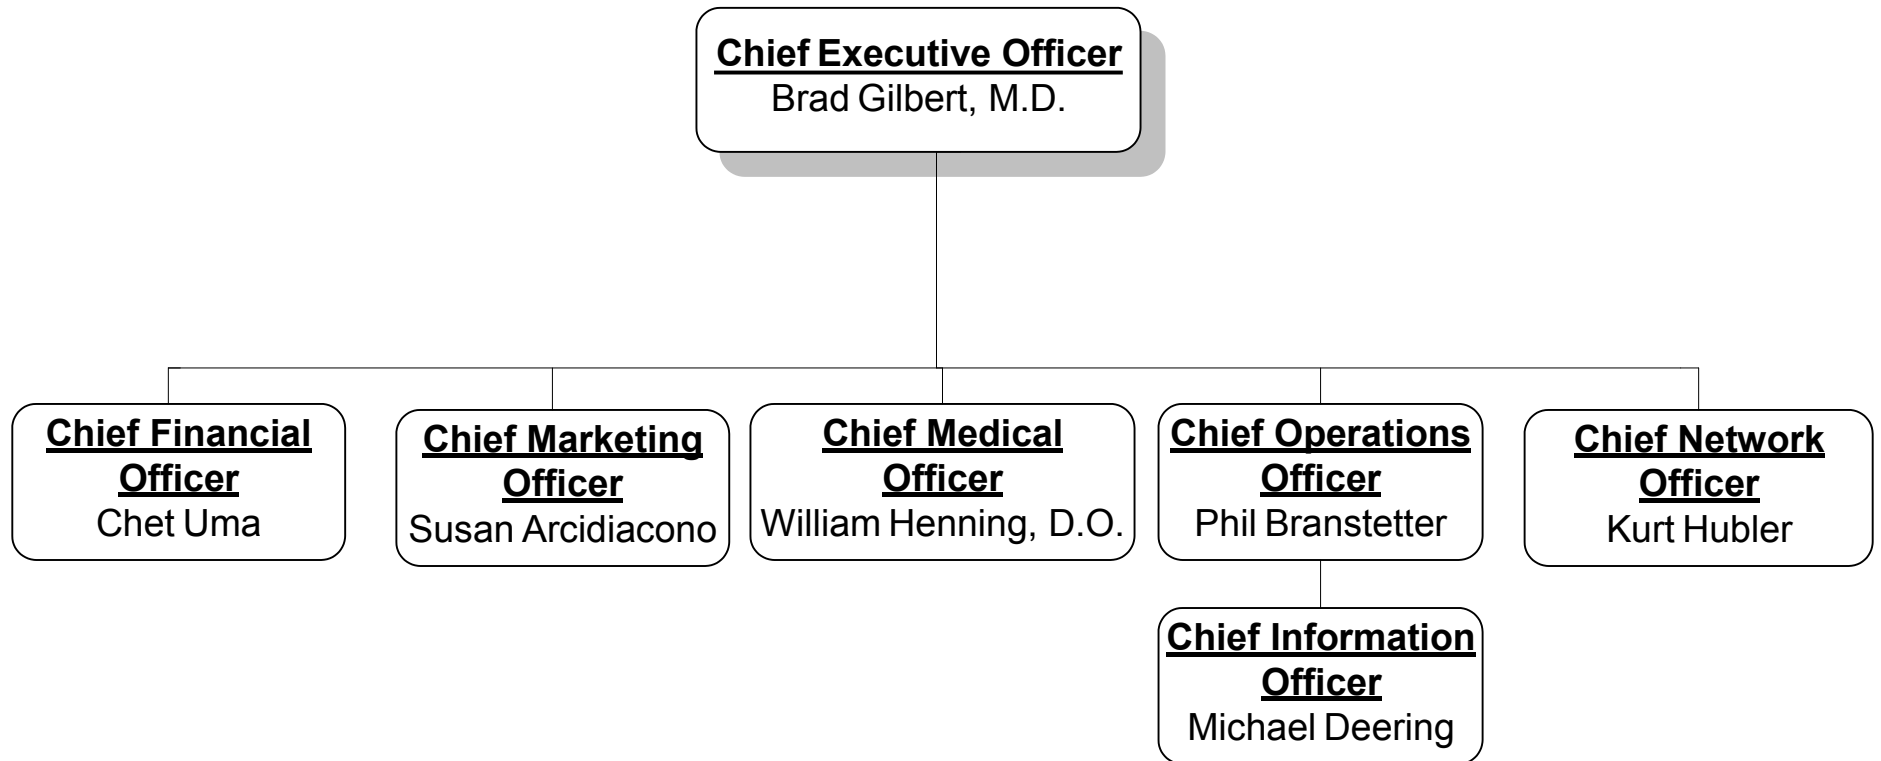 Chief Executive Officer
Brad Gilbert, M.D.
Chief Financial
Officer
Chet Uma
Chief Marketing
Officer
Susan Arcidiacono
Chief Medical
Officer
William Henning, D.O.
Chief Operations
Officer
Phil Branstetter
Chief Network
Officer
Kurt Hubler
Chief Information
Officer
Michael Deering